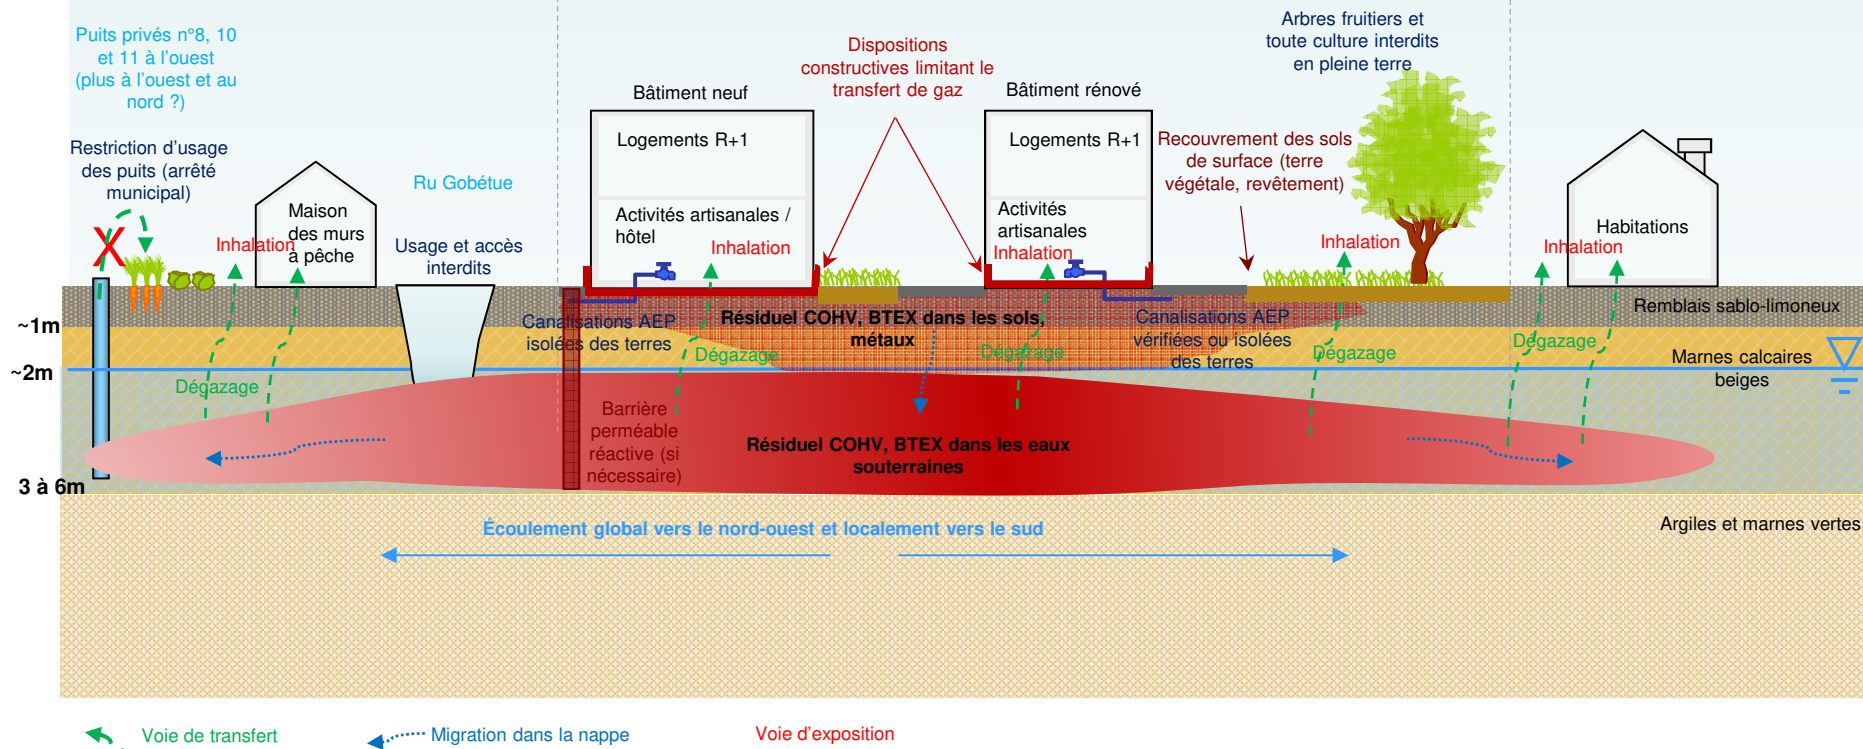 Puits privés n°8, 10
et 11 à l'ouest
(plus à l'ouest et au
nord ?)
Restriction d'usage
des puits (arrêté
municipal)
Inhalation
Maison
des murs
à pêche
Ru Gobétue
Usage et accès
interdits
Bâtiment neuf
Logements R+1
Activités artisanales /
hôtel
Inhalation
Dispositions
constructives limitant le
transfert de gaz
Bâtiment rénové
Logements R+1
Activités
artisanales
Inhalation
Recouvrement des sols
de surface (terre
végétale, revêtement)
Arbres fruitiers et
toute culture interdits
en pleine terre
Inhalation
Habitations
Inhalation
Remblais sablo-limoneux
~1m
Canalisations AEP
isolées des terres
Résiduel COHV, BTEX dans les sols,
métaux
Canalisations AEP
vérifiées ou isolées
des terres
Dégazage
Dégazage
Dégazage
Dégazage
Marnes calcaires
beiges
~2m
Dégazage
Barrière
perméable
réactive (si
nécessaire)
Résiduel COHV, BTEX dans les eaux
souterraines
3 à 6m
Écoulement global vers le nord-ouest et localement vers le sud
Argiles et marnes vertes
Voie de transfert
Migration dans la nappe
Voie d'exposition